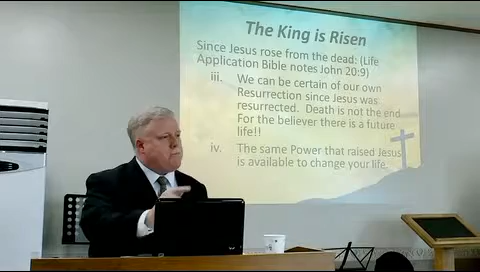 The King is Risen
Since Jesus rose from the dead: (Life
Application Bible notes John 20:9)
iii. We can be certain of our own
Resurrection since Jesus was
resurrected. Death is not the end
For the believer there is a future
life!!
iv. The same Power that raised Jesus
is available to change your life.